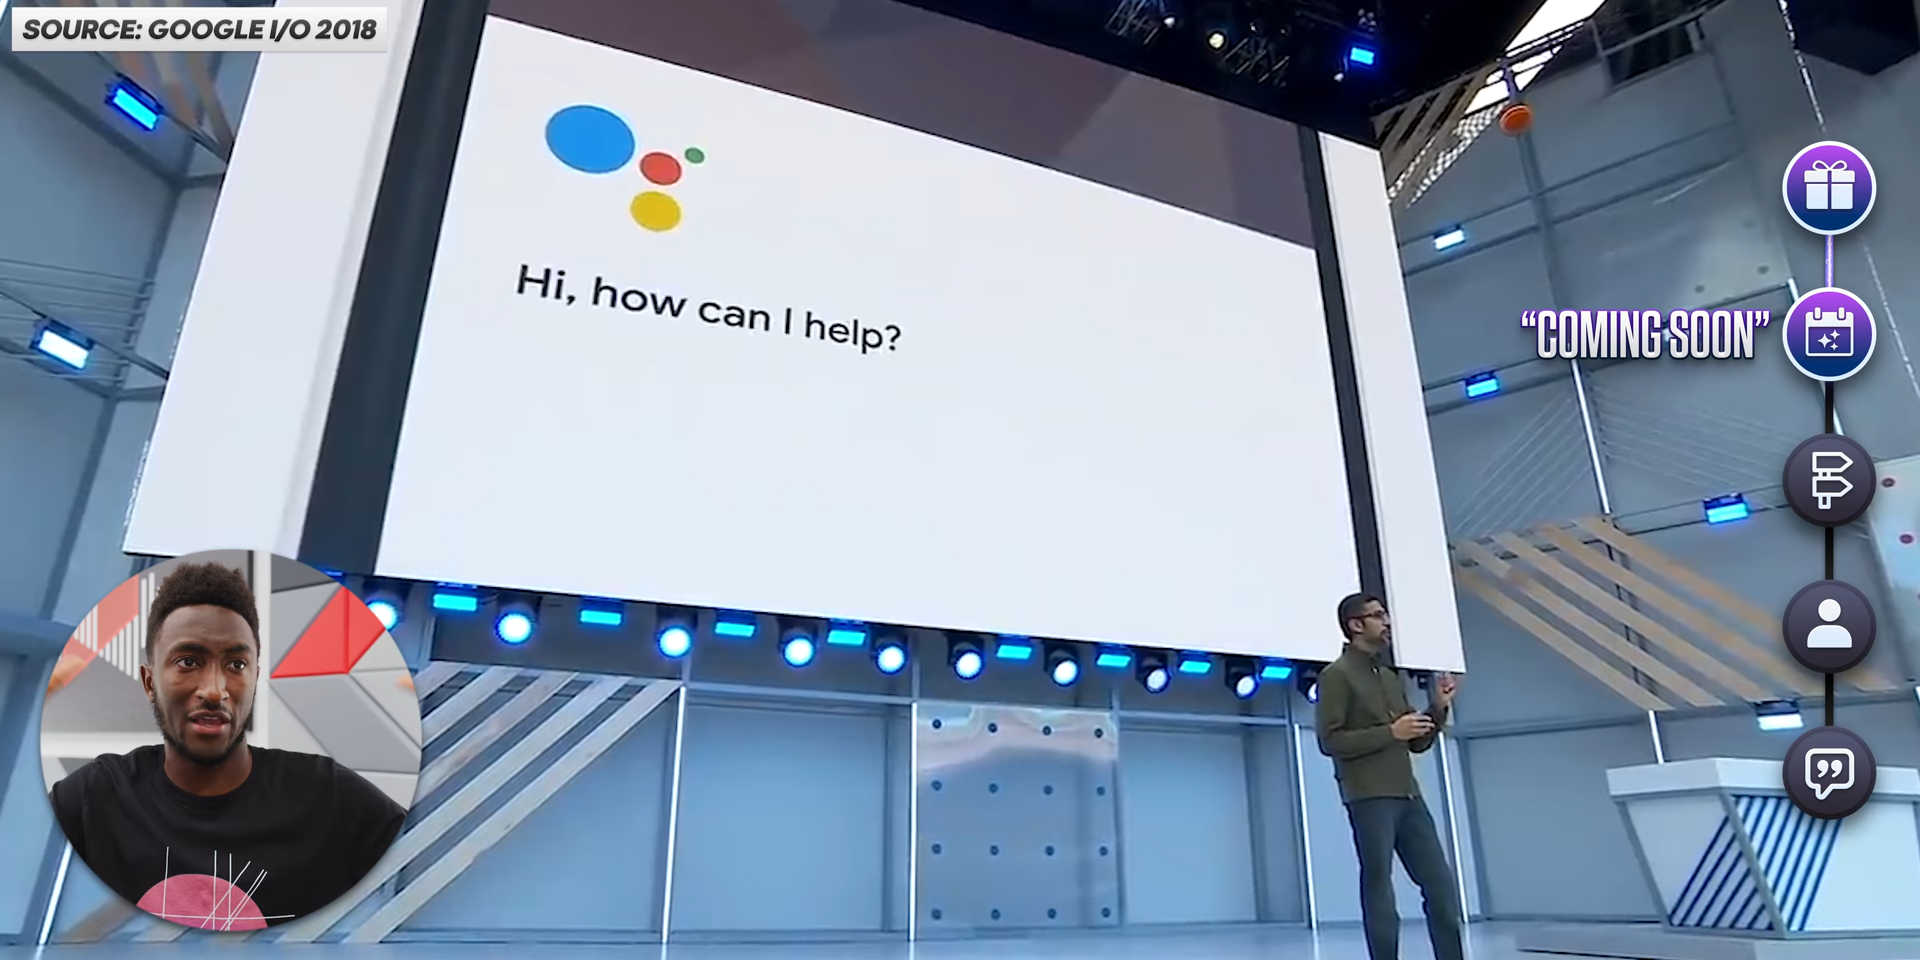 SOURCE: GOOGLE I/O 2018
Hi, how can I help?
“COMING SOON”